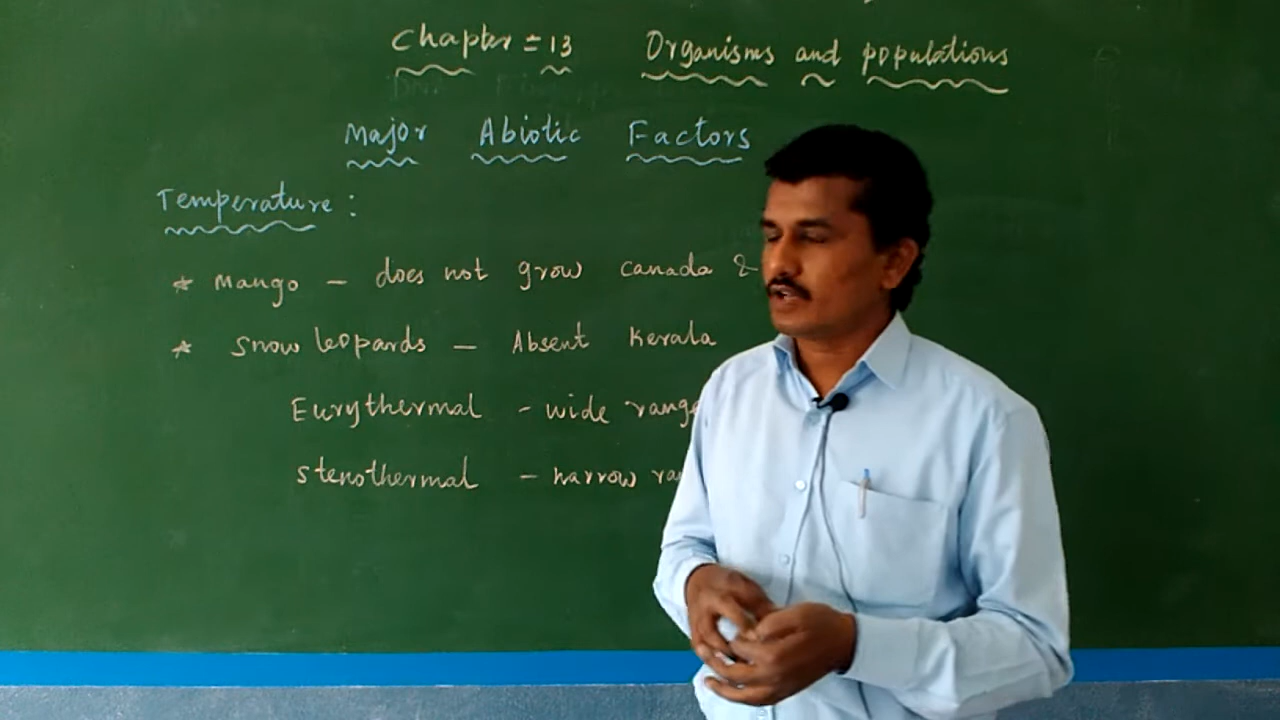 Chapter = 13 Organisms and populations
Major Abiotic Factors
Temperature :
* Mango - does not grow canada &
* Snow leopards - Absent Kerala
Eurythermal - wide range
Stenothermal - narrow